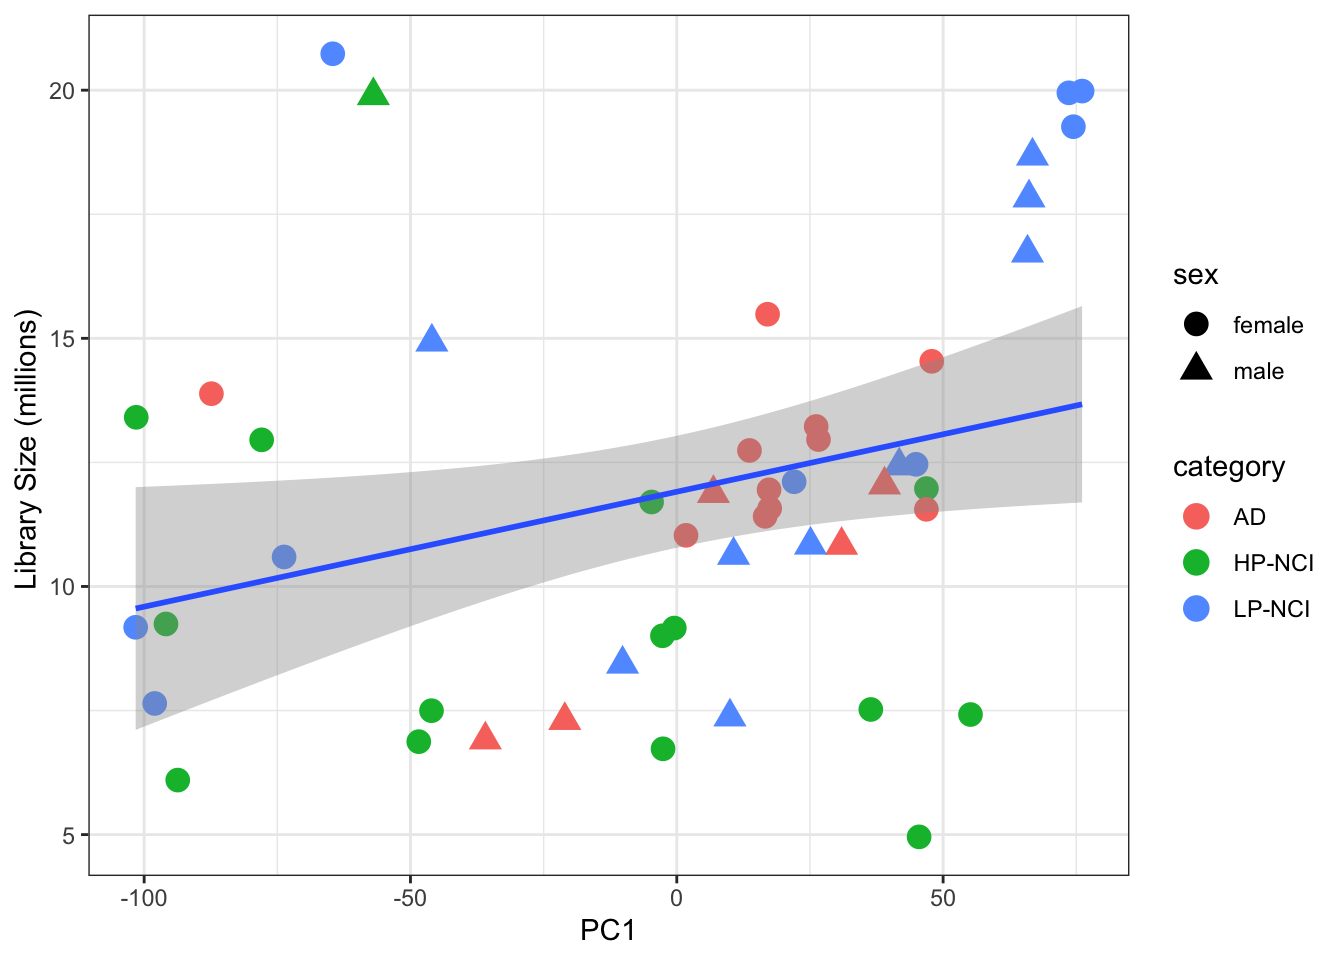 20
15
10
5
Library Size (millions)
-100
-50
0
50
PC1
sex
female
male
category
AD
HP-NCI
LP-NCI